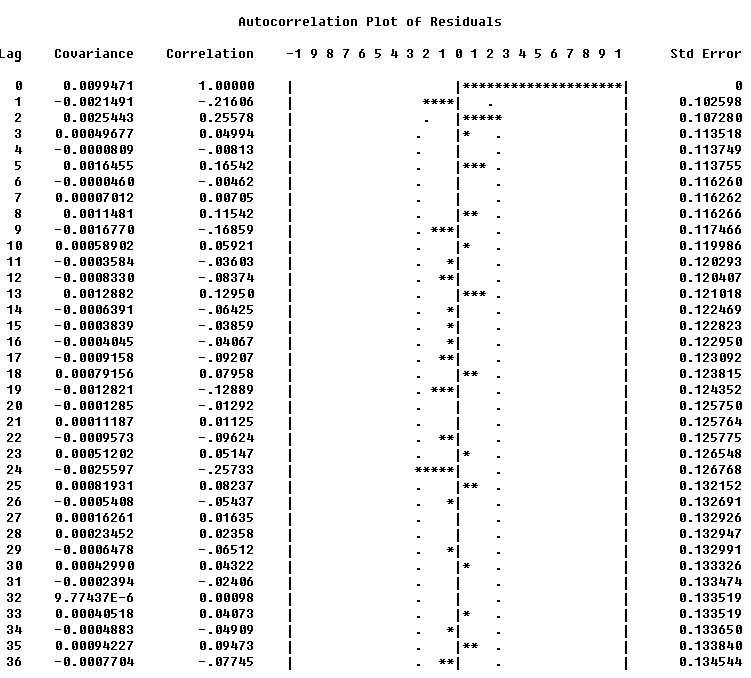 Autocorrelation Plot of Residuals
Lag Covariance Correlation -1 9 8 7 6 5 4 3 2 1 0 1 2 3 4 5 6 7 8 9 1 Std Error
0 0.0099471 1.00000 | |********************| 0
1 -0.0021491 -.21606 | ****| . | 0.102598
2 0.0025443 0.25578 | . |***** | 0.107280
3 0.00049677 0.04994 | . |* . | 0.113518
4 -0.0000809 -.00813 | . | . | 0.113749
5 0.0016455 0.16542 | . |*** . | 0.113755
6 -0.0000460 -.00462 | . | . | 0.116260
7 0.00007012 0.00705 | . | . | 0.116262
8 0.0011481 0.11542 | . |** . | 0.116266
9 -0.0016770 -.16859 | . ***| . | 0.117466
10 0.00058902 0.05921 | . |* . | 0.119986
11 -0.0003584 -.03603 | . *| . | 0.120293
12 -0.0008330 -.08374 | . **| . | 0.120407
13 0.0012882 0.12950 | . |*** . | 0.121018
14 -0.0006391 -.06425 | . *| . | 0.122469
15 -0.0003839 -.03859 | . *| . | 0.122823
16 -0.0004045 -.04067 | . *| . | 0.122950
17 -0.0009158 -.09207 | . **| . | 0.123092
18 0.00079156 0.07958 | . |** . | 0.123815
19 -0.0012821 -.12889 | . ***| . | 0.124352
20 -0.0001285 -.01292 | . | . | 0.125750
21 0.00011187 0.01125 | . | . | 0.125764
22 -0.0009573 -.09624 | . **| . | 0.125775
23 0.00051202 0.05147 | . |* . | 0.126548
24 -0.0025597 -.25733 | *****| . | 0.126768
25 0.00081931 0.08237 | . |** . | 0.132152
26 -0.0005408 -.05437 | . *| . | 0.132691
27 0.00016261 0.01635 | . | . | 0.132926
28 0.00023452 0.02358 | . | . | 0.132947
29 -0.0006478 -.06512 | . *| . | 0.132991
30 0.00042990 0.04322 | . |* . | 0.133326
31 -0.0002394 -.02406 | . | . | 0.133474
32 9.77437E-6 0.00098 | . | . | 0.133519
33 0.00040518 0.04073 | . |* . | 0.133519
34 -0.0004883 -.04909 | . *| . | 0.133650
35 0.00094227 0.09473 | . |** . | 0.133840
36 -0.0007704 -.07745 | . **| . | 0.134544